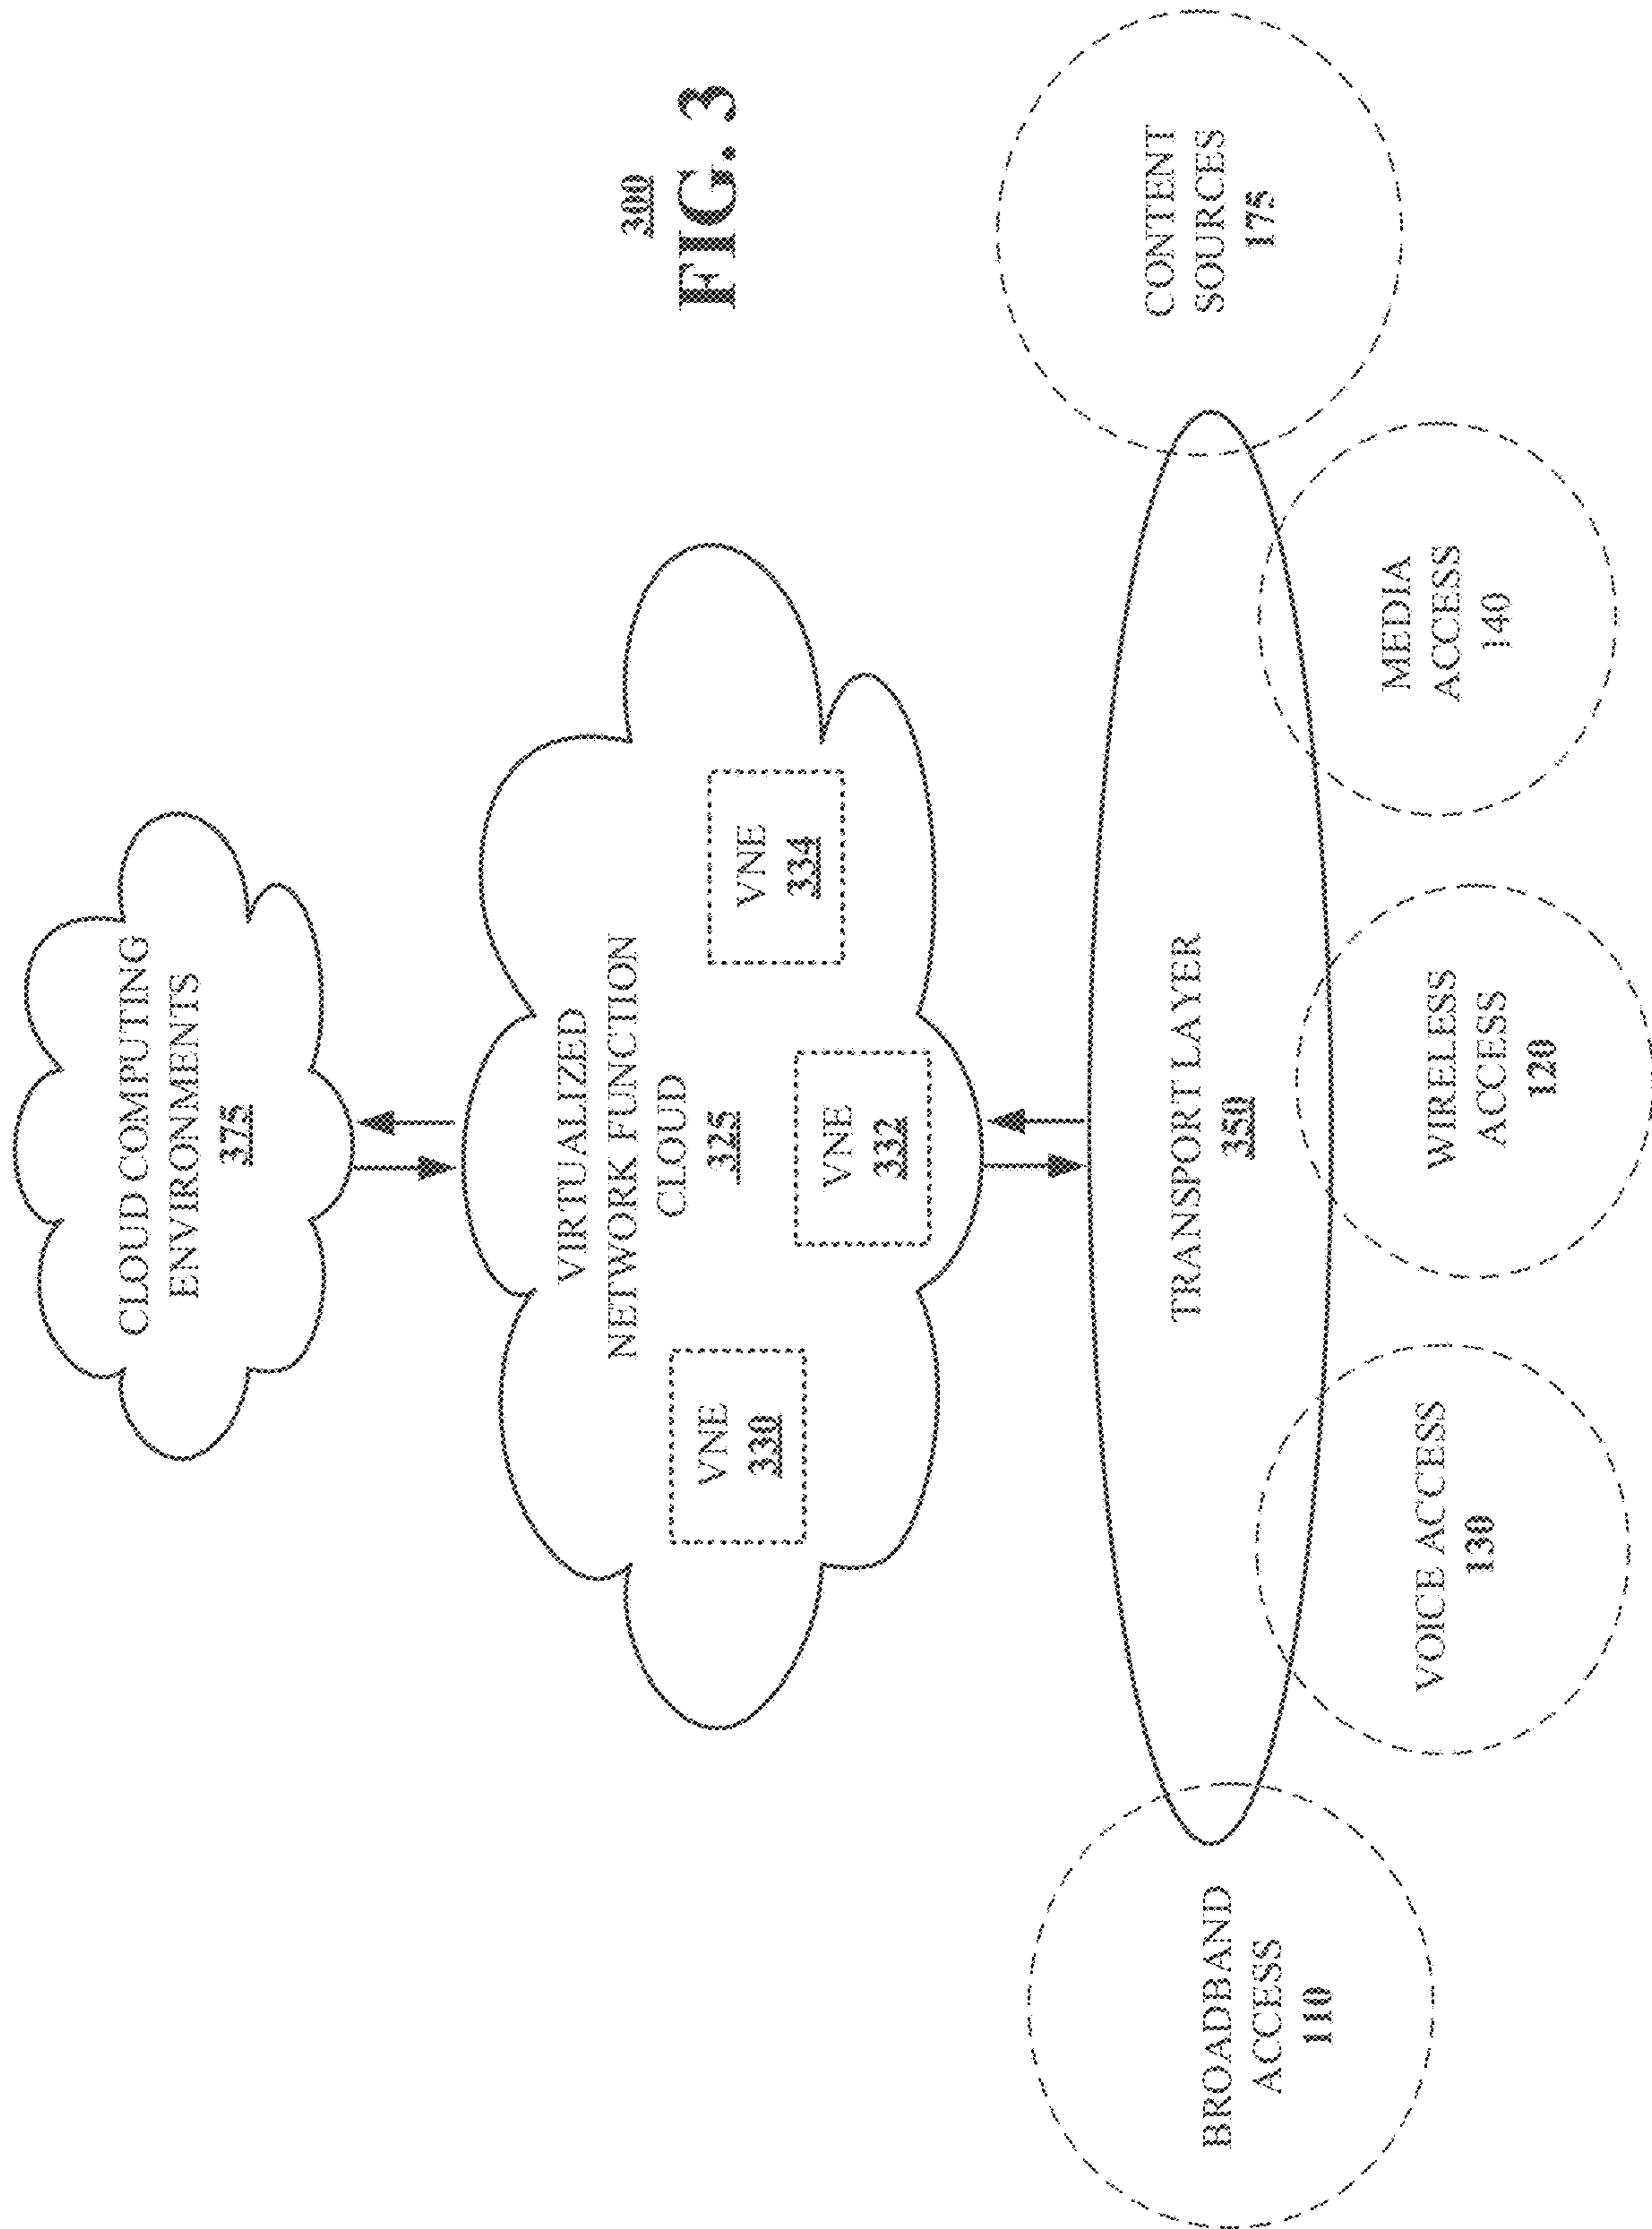 CLOUD COMPUTING
ENVIRONMENTS
375
VIRTUALIZED
NETWORK FUNCTION
CLOUD
325
VNE
330
VNE
332
VNE
334
300
FIG. 3
TRANSPORT LAYER
350
BROADBAND
ACCESS
110
VOICE ACCESS
130
WIRELESS
ACCESS
120
MEDIA
ACCESS
140
CONTENT
SOURCES
175